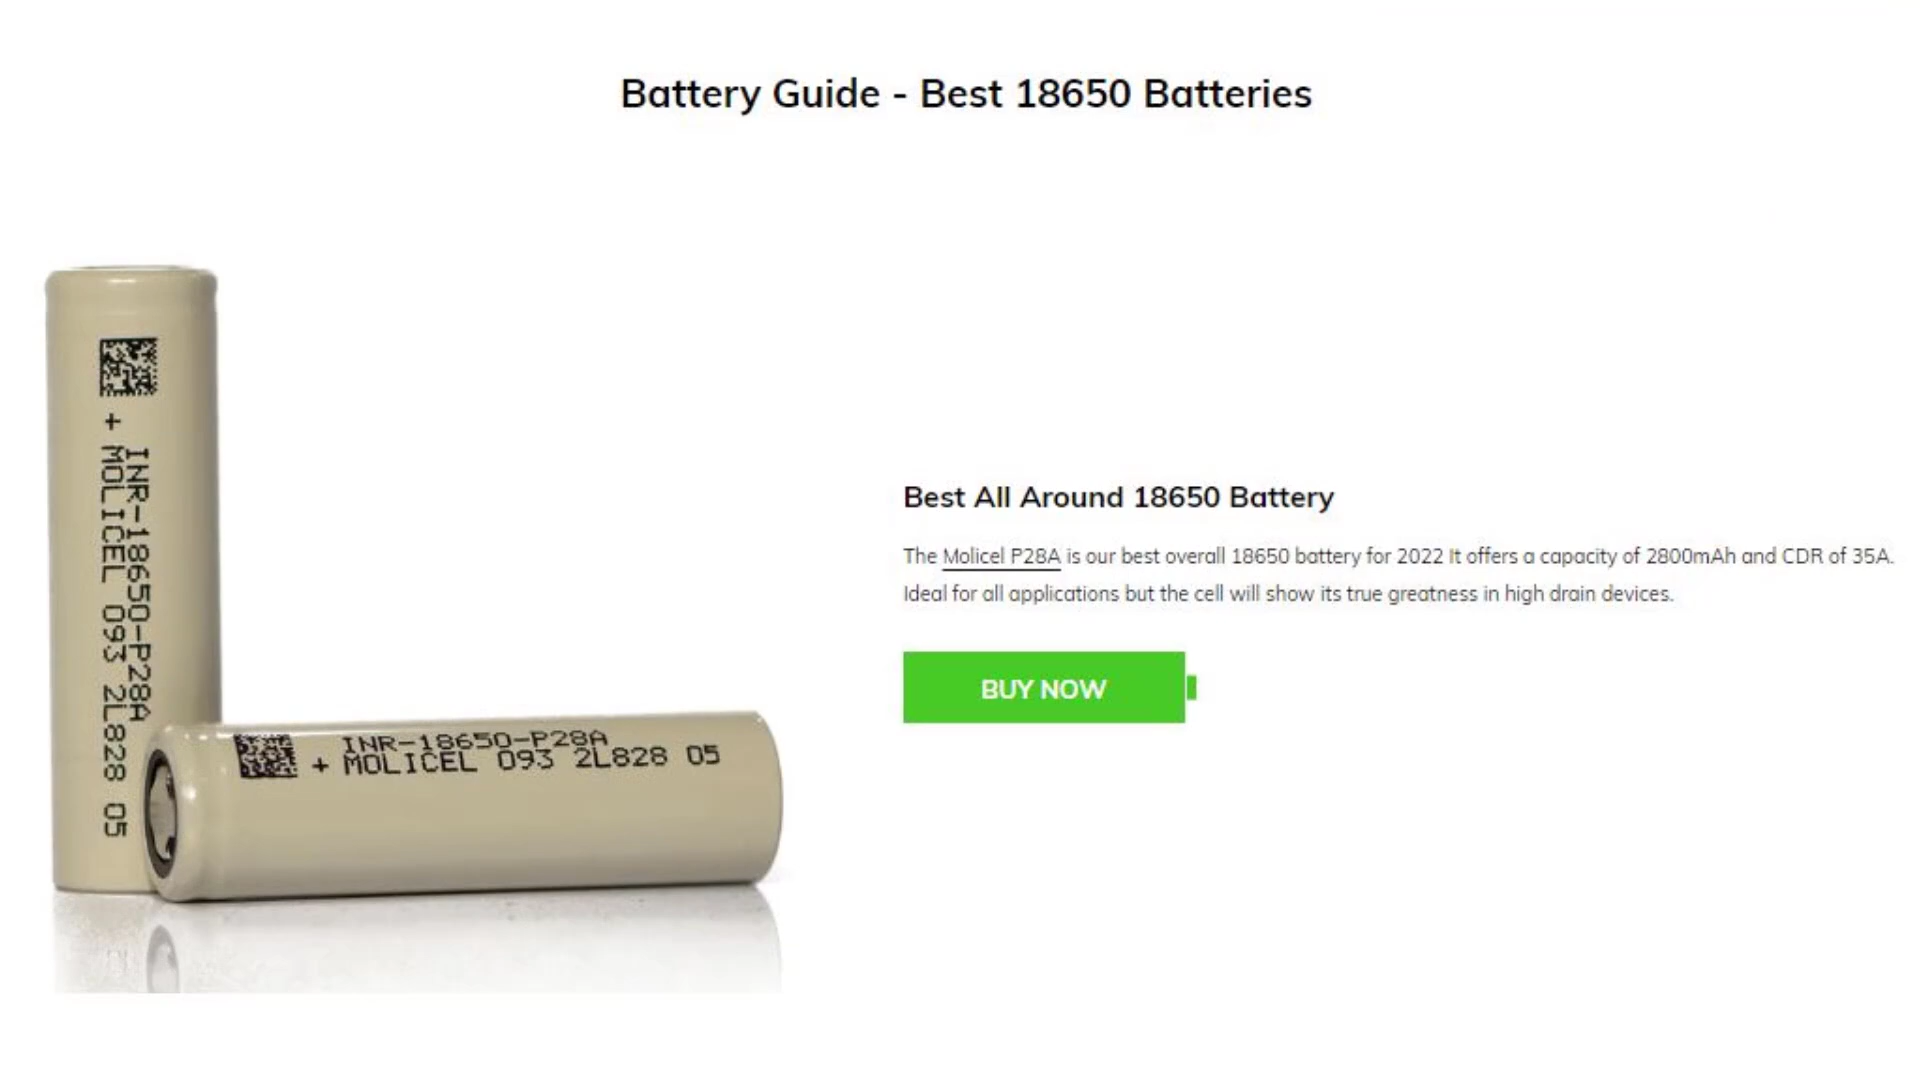 Battery Guide - Best 18650 Batteries
INR-18650-P28A
+ MOLICEL 093 2L828 05
INR-18650-P28A
+ MOLICEL 093 2L828 05
Best All Around 18650 Battery
The Molicel P28A is our best overall 18650 battery for 2022 It offers a capacity of 2800mAh and CDR of 35A.
Ideal for all applications but the cell will show its true greatness in high drain devices.
BUY NOW